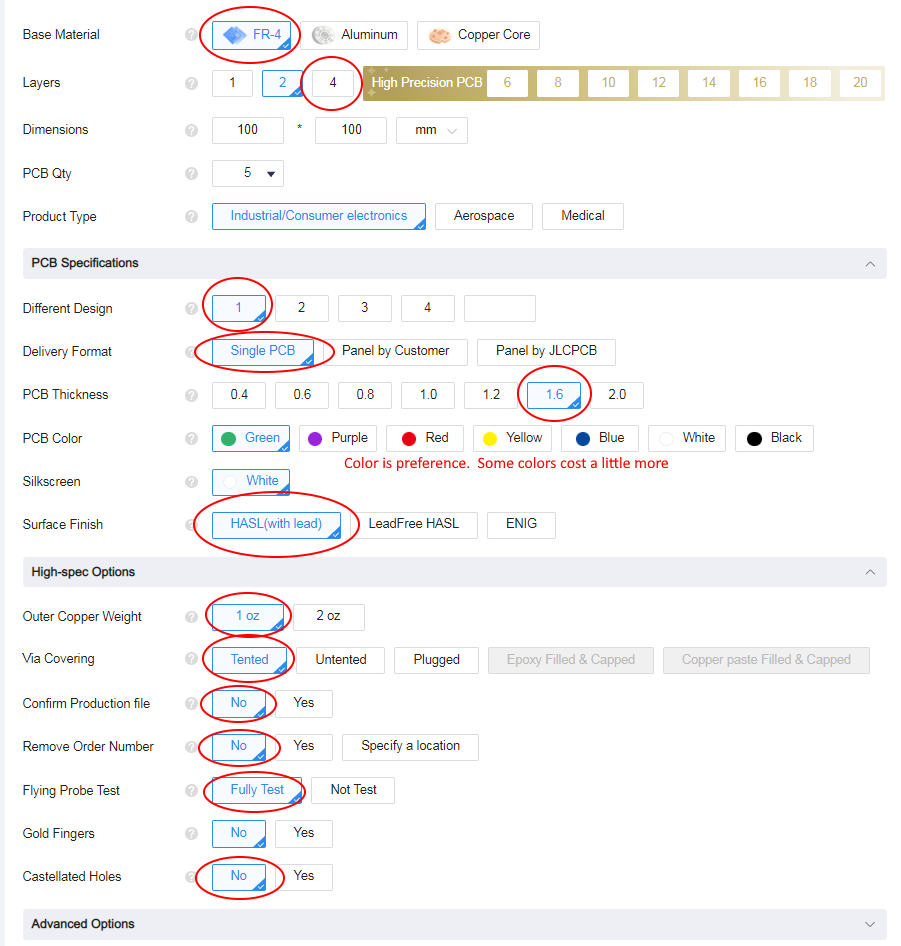 Base Material ? FR-4 Aluminum Copper Core
Layers ? 1 2 4 High Precision PCB 6 8 10 12 14 16 18 20
Dimensions ? 100 * 100 mm
PCB Qty ? 5
Product Type ? Industrial/Consumer electronics Aerospace Medical
PCB Specifications
Different Design ? 1 2 3 4
Delivery Format ? Single PCB Panel by Customer Panel by JLCPCB
PCB Thickness ? 0.4 0.6 0.8 1.0 1.2 1.6 2.0
PCB Color ? Green Purple Red Yellow Blue White Black
Color is preference. Some colors cost a little more
Silkscreen ? White
Surface Finish ? HASL(with lead) LeadFree HASL ENIG
High-spec Options
Outer Copper Weight ? 1 oz 2 oz
Via Covering ? Tented Untented Plugged Epoxy Filled & Capped Copper paste Filled & Capped
Confirm Production file ? No Yes
Remove Order Number ? No Yes Specify a location
Flying Probe Test ? Fully Test Not Test
Gold Fingers ? No Yes
Castellated Holes ? No Yes
Advanced Options